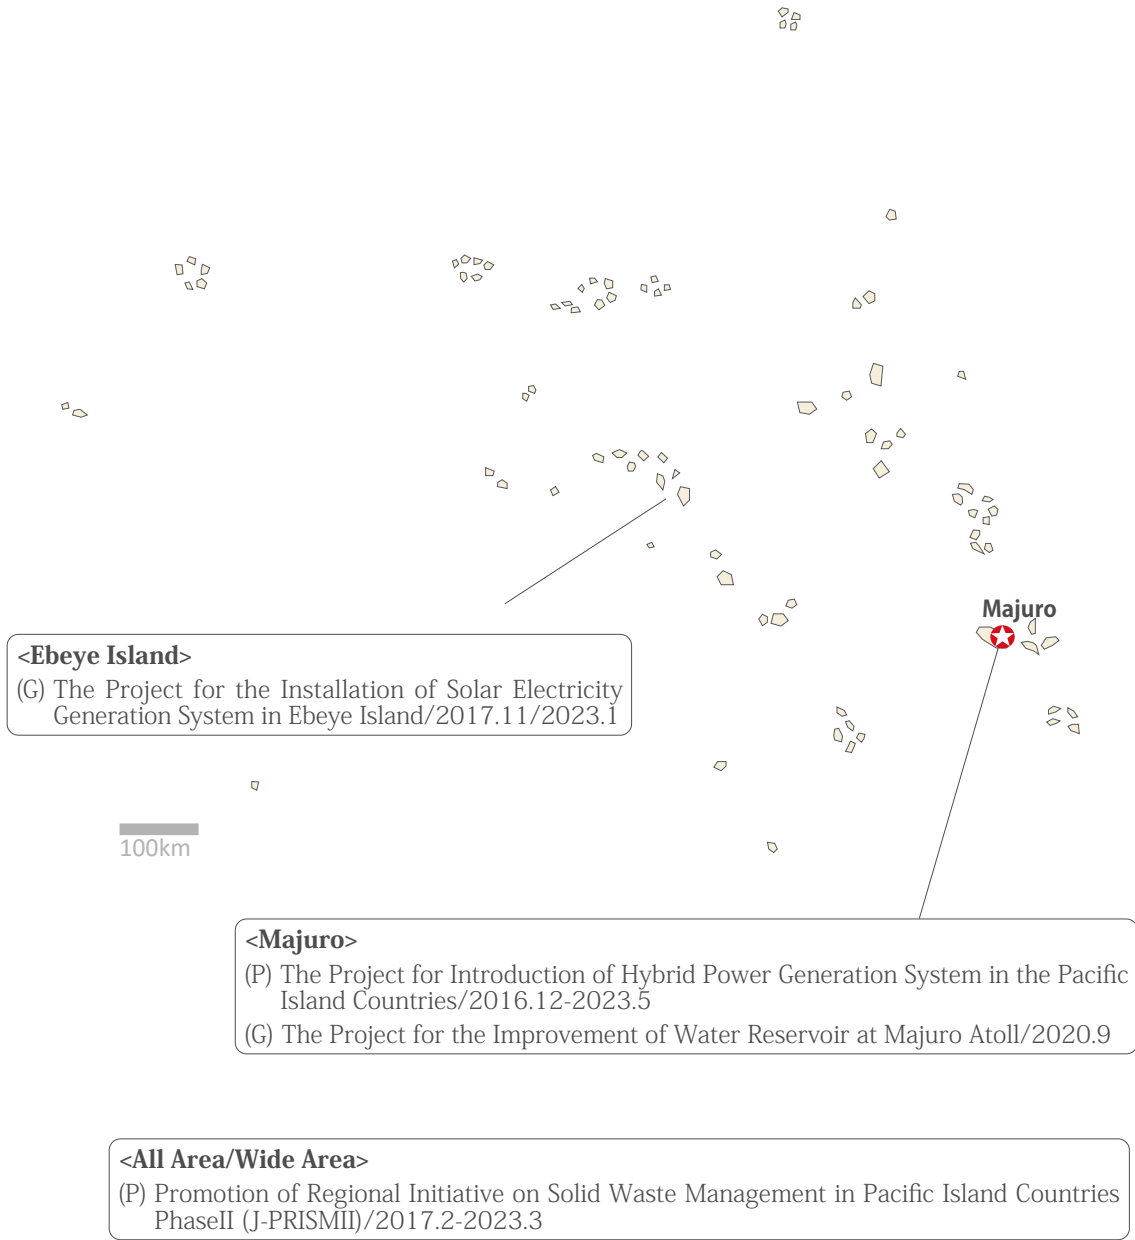 Majuro
<Ebeye Island>
(G) The Project for the Installation of Solar Electricity
Generation System in Ebeye Island/2017.11/2023.1
100km
<Majuro>
(P) The Project for Introduction of Hybrid Power Generation System in the Pacific
Island Countries/2016.12-2023.5
(G) The Project for the Improvement of Water Reservoir at Majuro Atoll/2020.9
<All Area/Wide Area>
(P) Promotion of Regional Initiative on Solid Waste Management in Pacific Island Countries
PhaseII (J-PRISMII)/2017.2-2023.3